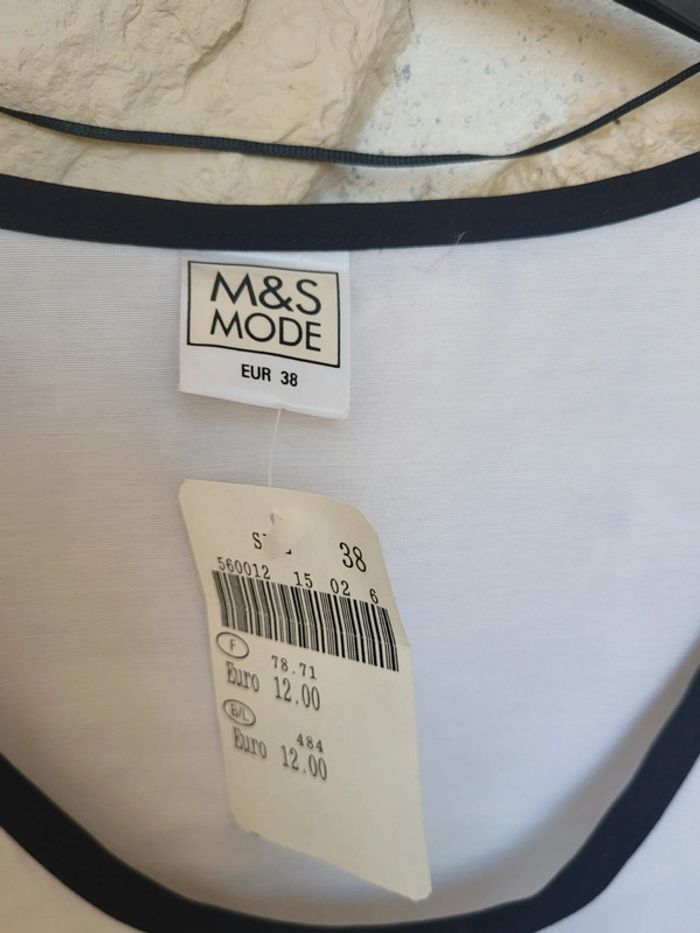 M&S
MODE
EUR 38
38
560012 15 02 6
F 78.71
Euro 12.00
B/L 484
Euro 12.00